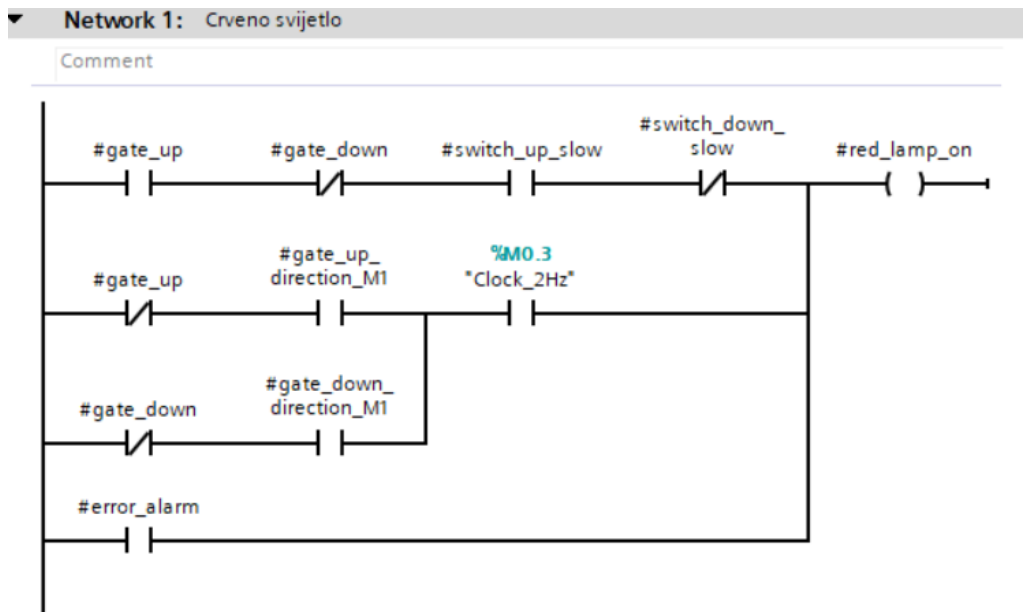 Network 1: Crveno svijetlo
Comment
#gate_up #gate_down #switch_up_slow #switch_down_ slow #red_lamp_on
#gate_up #gate_up_ direction_M1 %M0.3 "Clock_2Hz"
#gate_down #gate_down_ direction_M1
#error_alarm